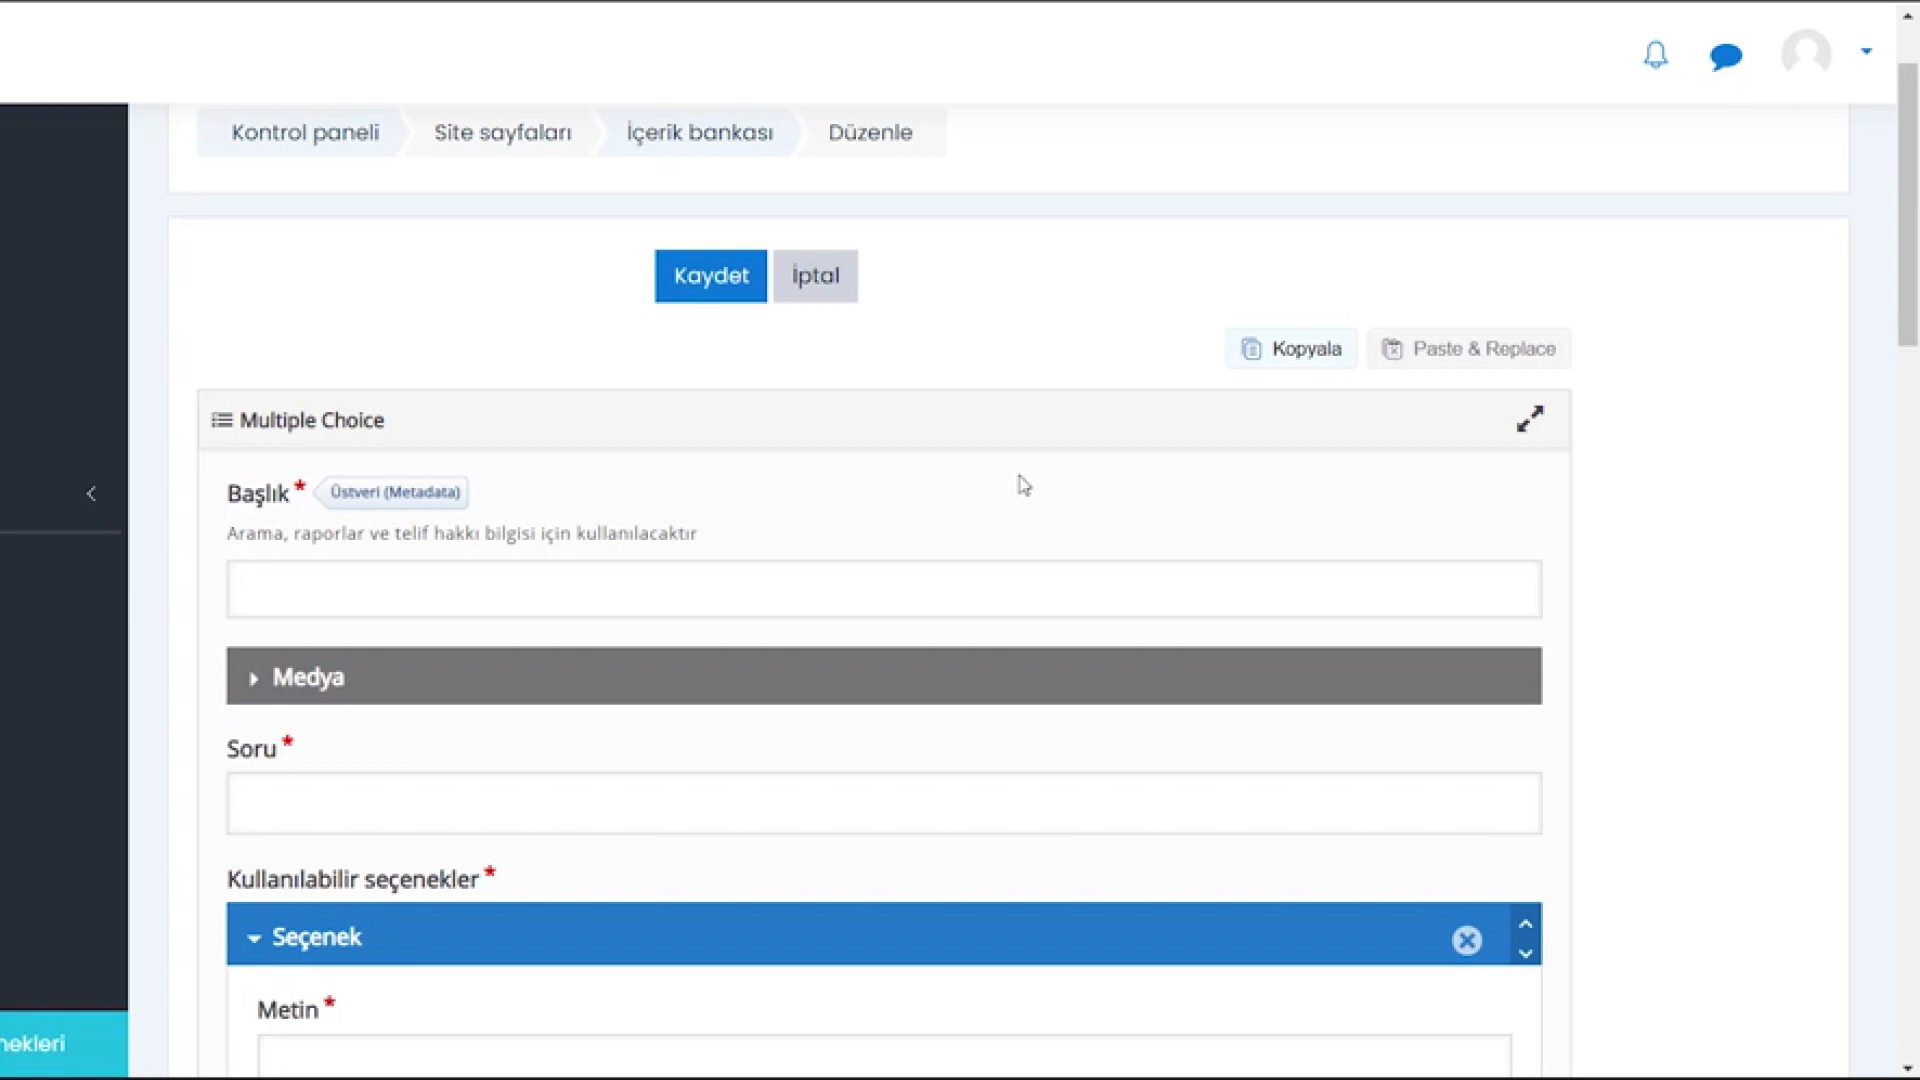 Kontrol paneli Site sayfaları İçerik bankası Düzenle
Kaydet İptal
Kopyala Paste & Replace
Multiple Choice
Başlık * Üstveri (Metadata)
Arama, raporlar ve telif hakkı bilgisi için kullanılacaktır
Medya
Soru *
Kullanılabilir seçenekler *
Seçenek
Metin *
nekleri